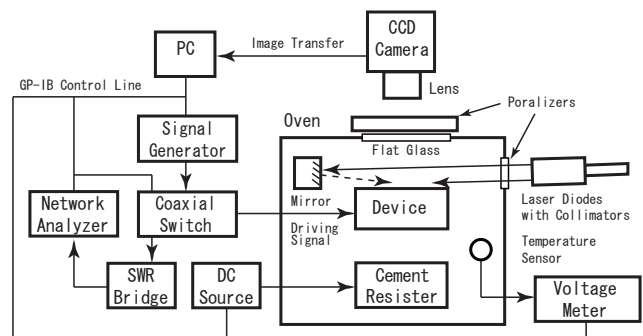 CCD
Camera
PC
Image Transfer
Lens
GP-IB Control Line
Poralizers
Oven
Signal
Generator
Flat Glass
Mirror
Network
Analyzer
Coaxial
Switch
Driving
Signal
Device
Laser Diodes
with Collimators
Temperature
Sensor
SWR
Bridge
DC
Source
Cement
Resister
Voltage
Meter